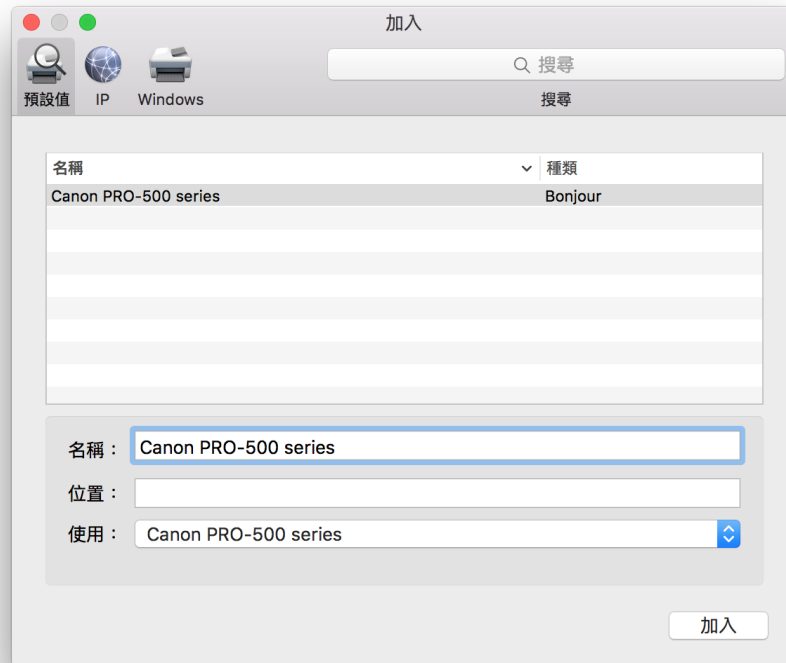 加入
搜尋
預設值 IP Windows 搜尋
名稱 種類
Canon PRO-500 series Bonjour
名稱： Canon PRO-500 series
位置：
使用： Canon PRO-500 series
加入